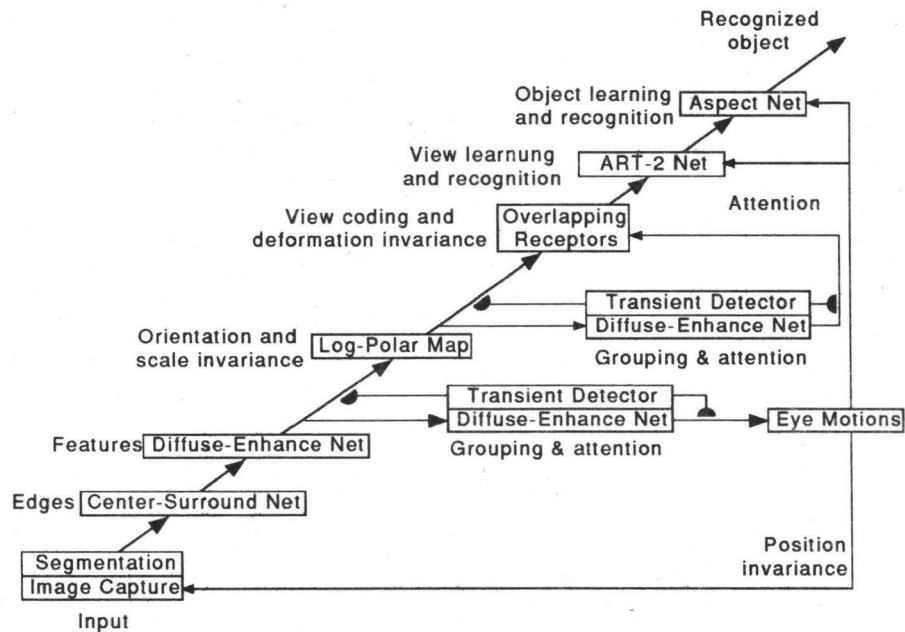 Recognized
object
Object learning
and recognition
Aspect Net
View learnung
and recognition
ART-2 Net
Attention
View coding and
deformation invariance
Overlapping
Receptors
Transient Detector
Diffuse-Enhance Net
Grouping & attention
Orientation and
scale invariance
Log-Polar Map
Transient Detector
Diffuse-Enhance Net
Grouping & attention
Eye Motions
Features
Diffuse-Enhance Net
Edges
Center-Surround Net
Position
invariance
Segmentation
Image Capture
Input